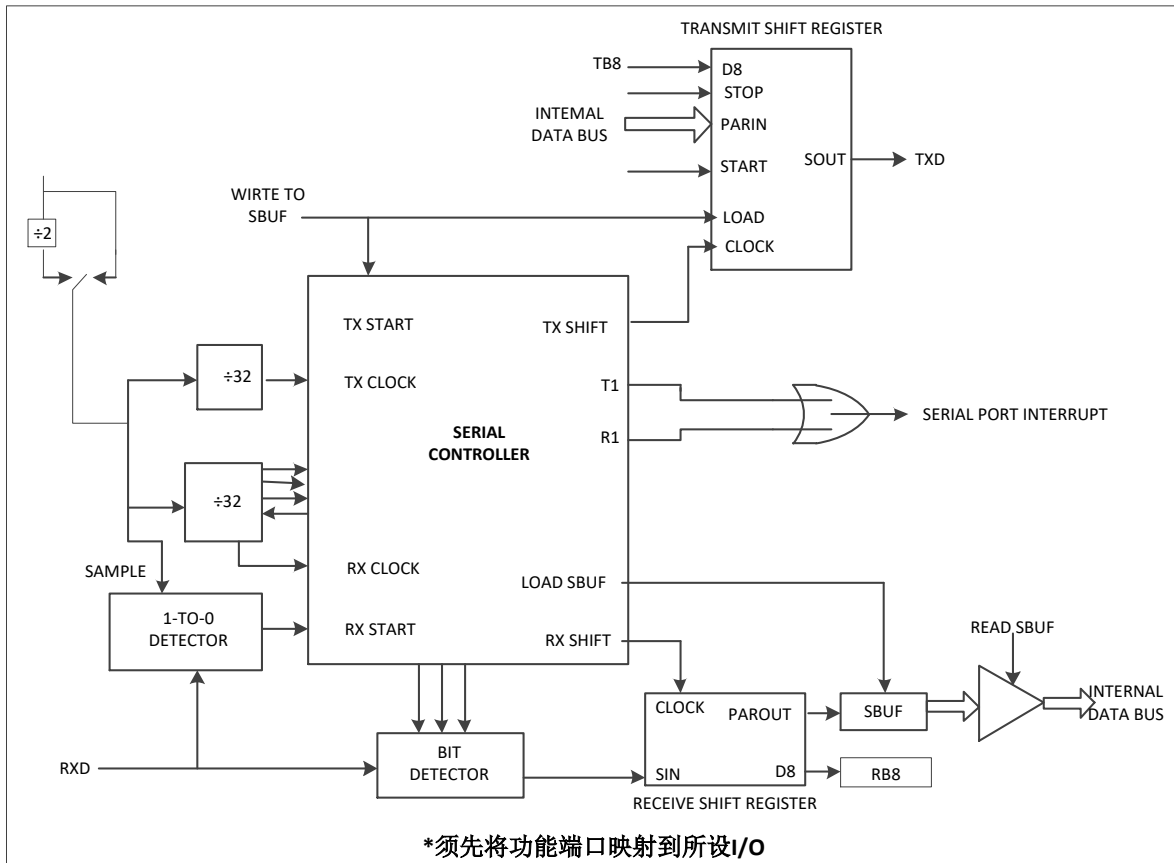 TRANSMIT SHIFT REGISTER
TB8
D8
STOP
INTEMAL
DATA BUS
PARIN
START
SOUT
TXD
WIRTE TO
SBUF
LOAD
CLOCK
÷2
TX START
TX SHIFT
÷32
TX CLOCK
T1
SERIAL PORT INTERRUPT
R1
SERIAL
CONTROLLER
÷32
RX CLOCK
SAMPLE
LOAD SBUF
1-TO-0
DETECTOR
RX START
RX SHIFT
READ SBUF
CLOCK
PAROUT
SBUF
INTERNAL
DATA BUS
RXD
BIT
DETECTOR
SIN
D8
RB8
RECEIVE SHIFT REGISTER
*须先将功能端口映射到所设I/O